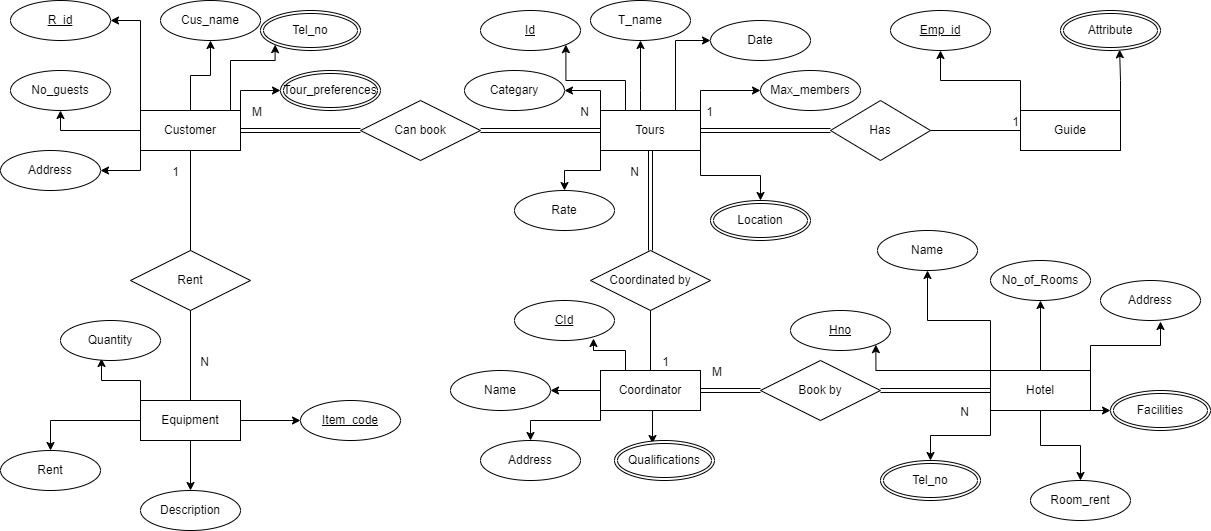 R_id
Cus_name
Tel_no
Id
T_name
Date
Emp_id
Attribute
No_guests
Tour_preferences
Categary
Max_members
M
N
1
Customer
Can book
Tours
Has
1
Guide
Address
1
N
Rate
Location
Rent
Coordinated by
Name
No_of_Rooms
Address
Quantity
CId
Hno
N
1
M
Name
Coordinator
Book by
Hotel
Equipment
Item_code
N
Facilities
Rent
Address
Qualifications
Tel_no
Description
Room_rent